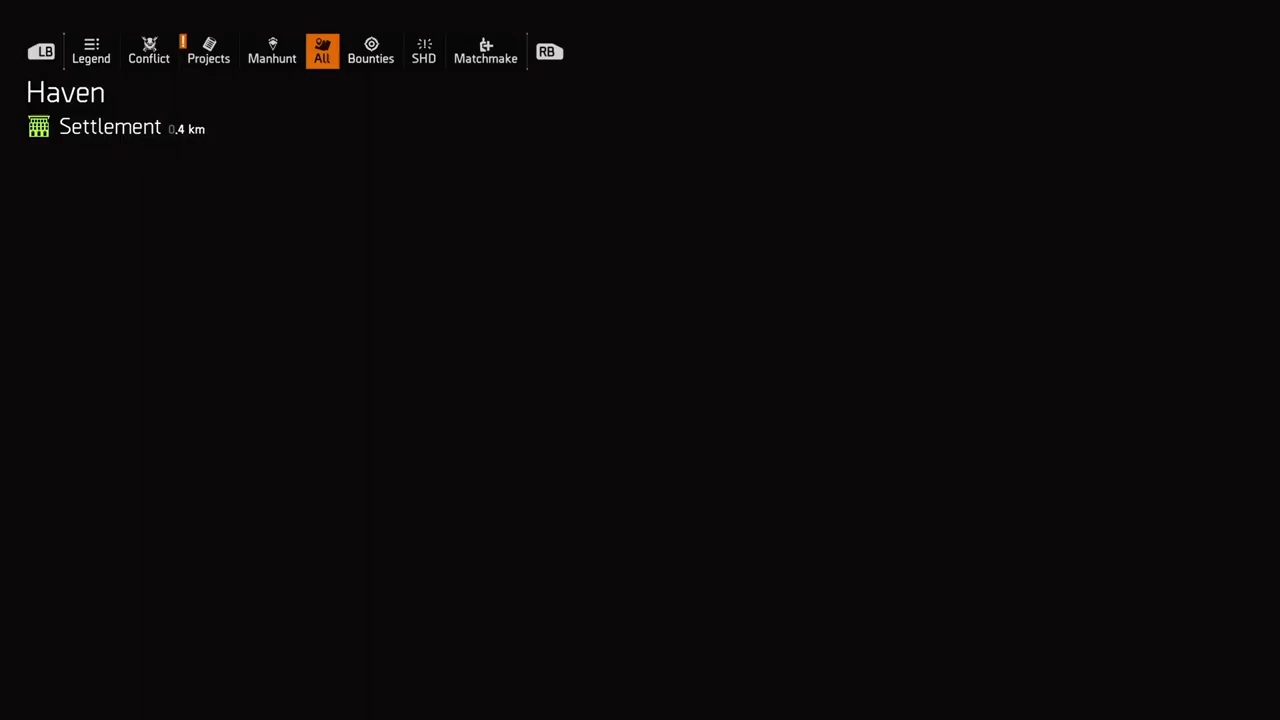 LB Legend Conflict ! Projects Manhunt All Bounties SHD Matchmake RB
Haven
Settlement 0.4 km